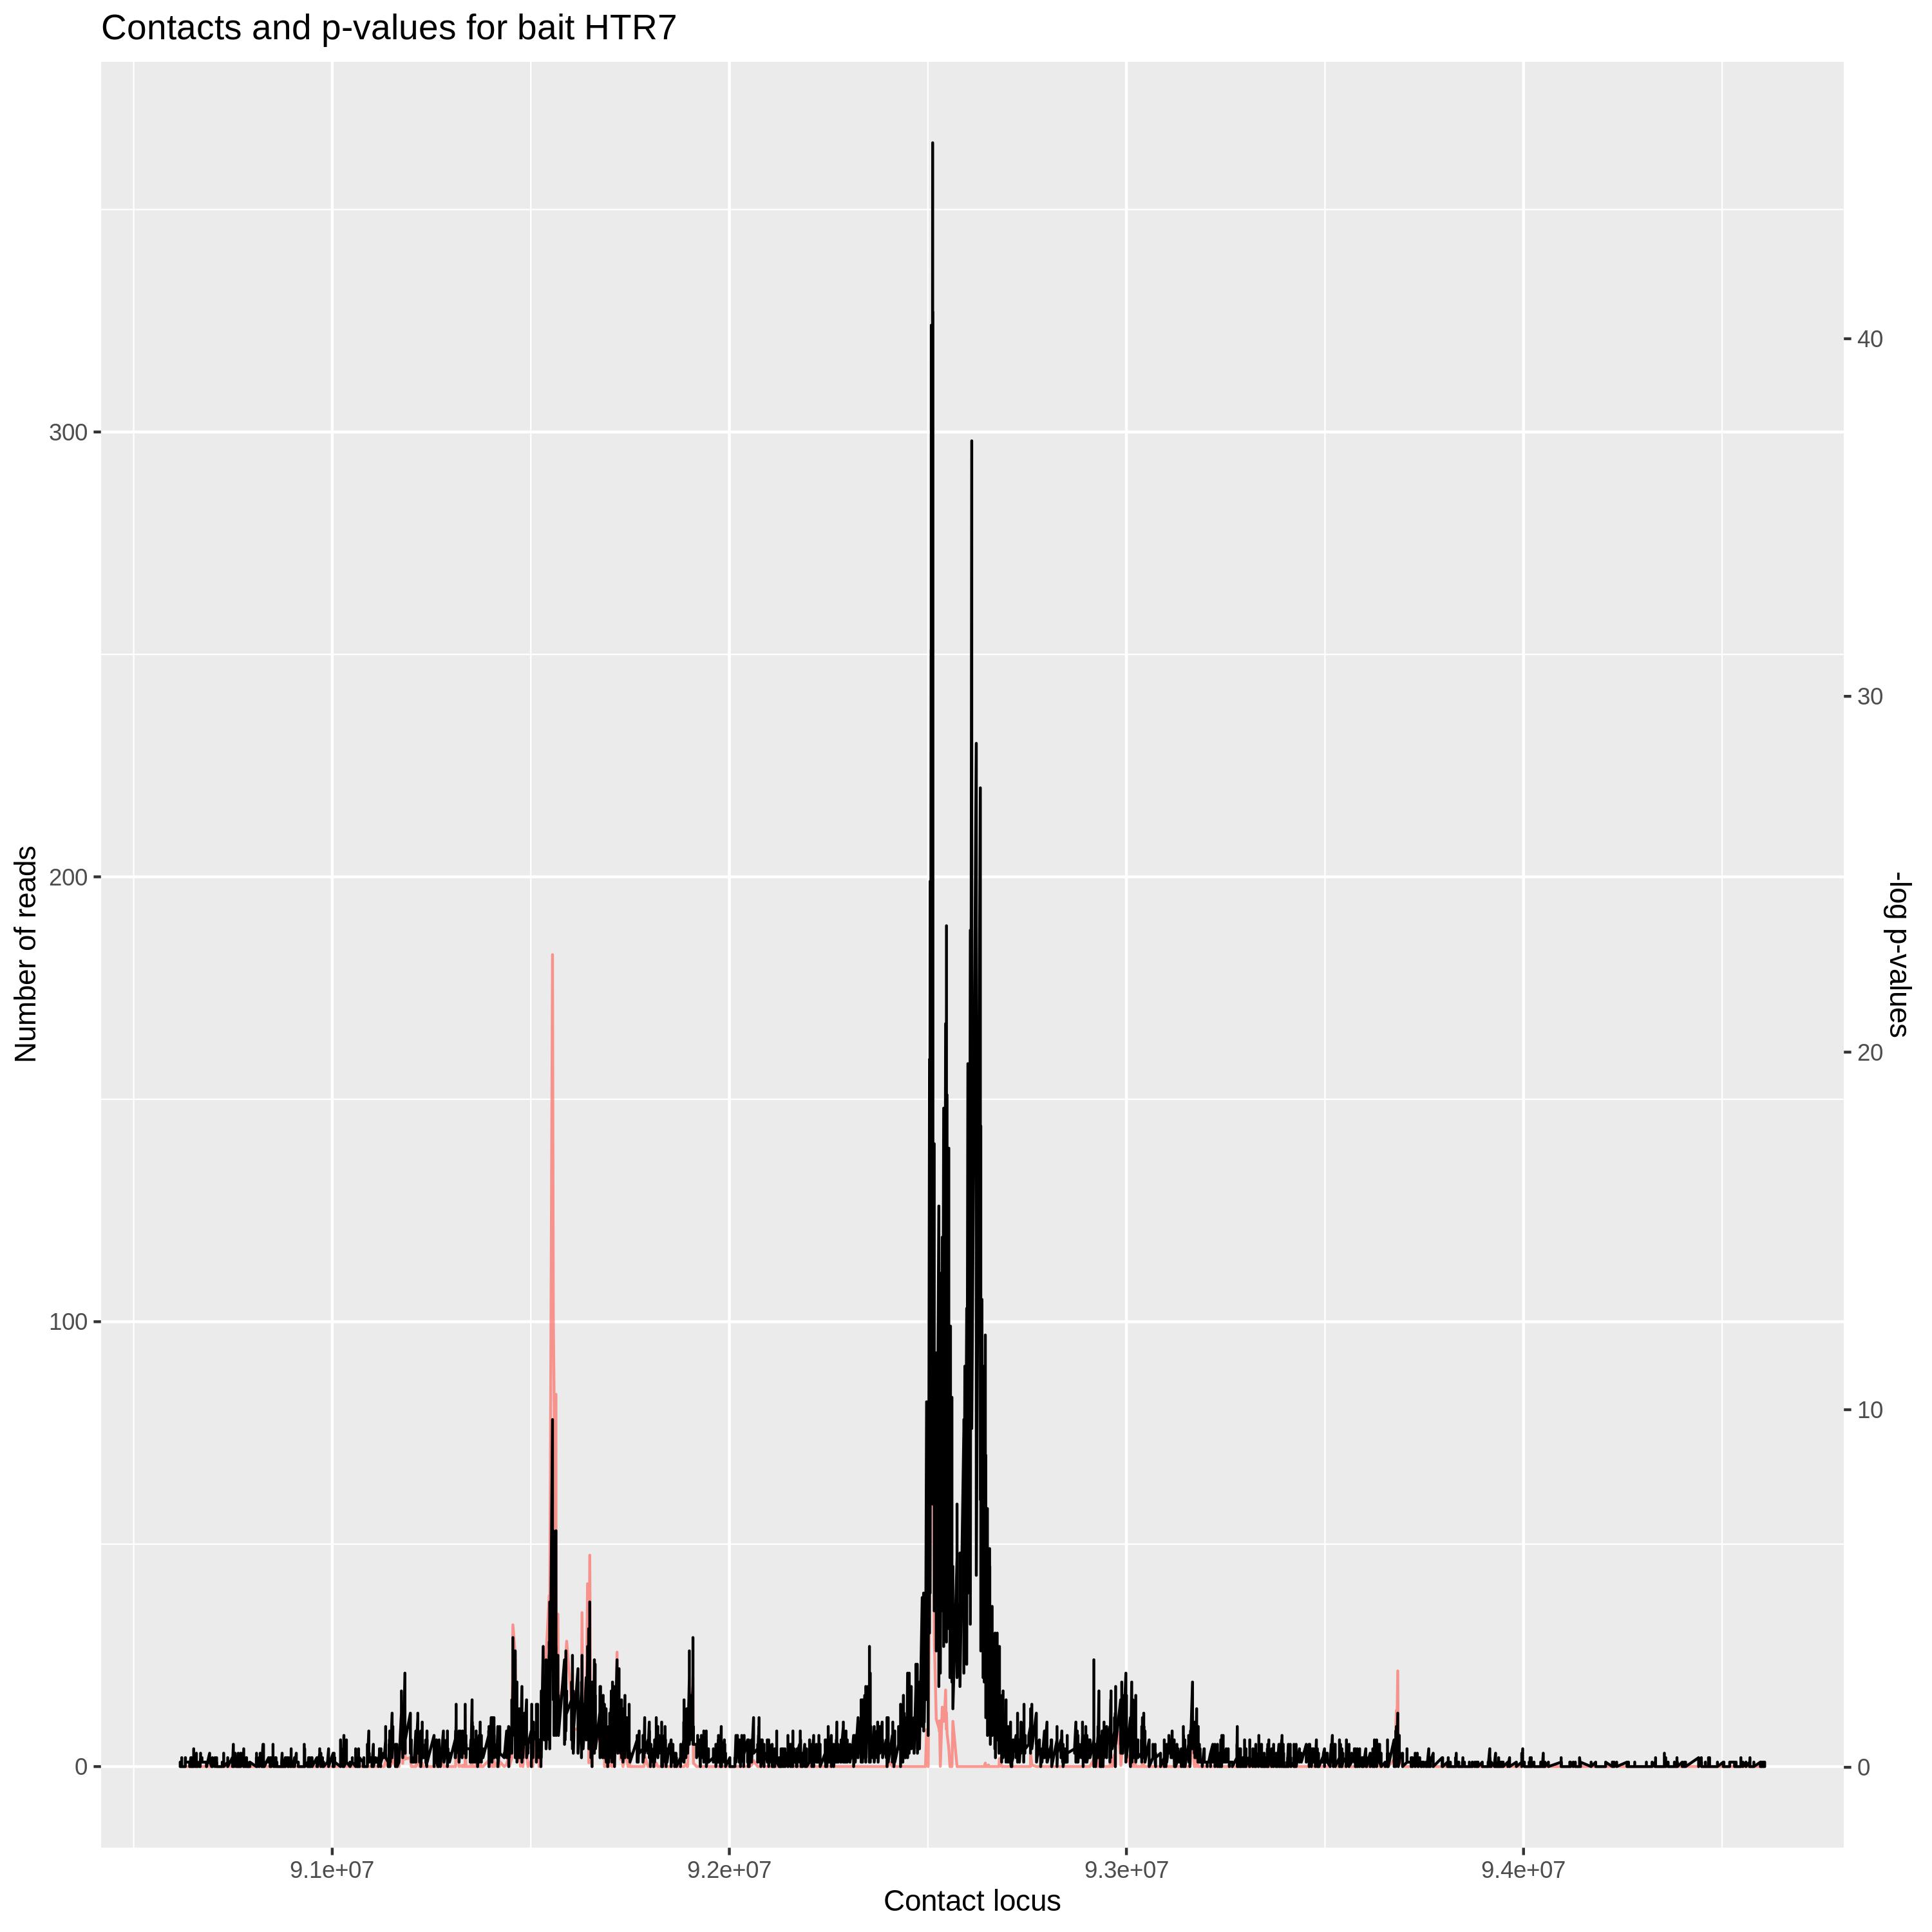 Contacts and p-values for bait HTR7
300
200
100
0
Number of reads
40
30
20
10
0
-log p-values
9.1e+07
9.2e+07
9.3e+07
9.4e+07
Contact locus